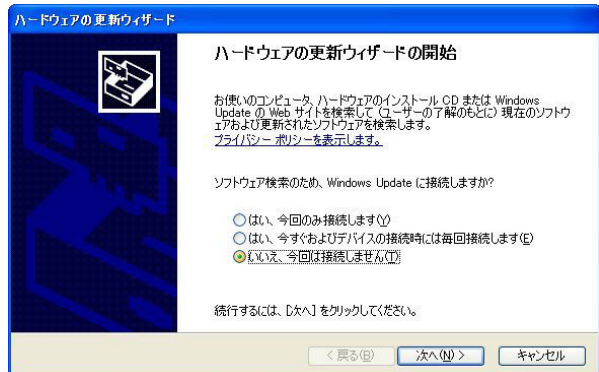 ハードウェアの更新ウィザード
ハードウェアの更新ウィザードの開始
お使いのコンピュータ、ハードウェアのインストール CD または Windows
Update の Web サイトを検索して (ユーザーの了解のもとに) 現在のソフトウ
ェアおよび更新されたソフトウェアを検索します。
プライバシー ポリシーを表示します。
ソフトウェア検索のため、Windows Update に接続しますか?
はい、今回のみ接続します(Y)
はい、今すぐおよびデバイスの接続時には毎回接続します(E)
いいえ、今回は接続しません(T)
続行するには、[次へ] をクリックしてください。
< 戻る(B) 次へ(N) > キャンセル